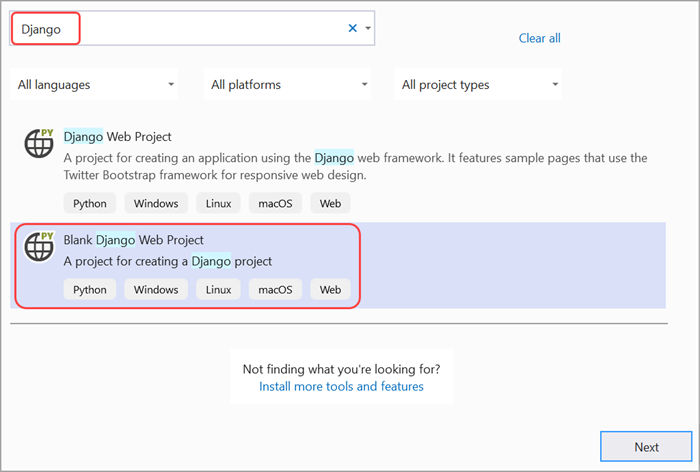 Django
Clear all
All languages
All platforms
All project types
PY
Django Web Project
A project for creating an application using the Django web framework. It features sample pages that use the
Twitter Bootstrap framework for responsive web design.
Python Windows Linux macOS Web
PY
Blank Django Web Project
A project for creating a Django project
Python Windows Linux macOS Web
Not finding what you're looking for?
Install more tools and features
Next